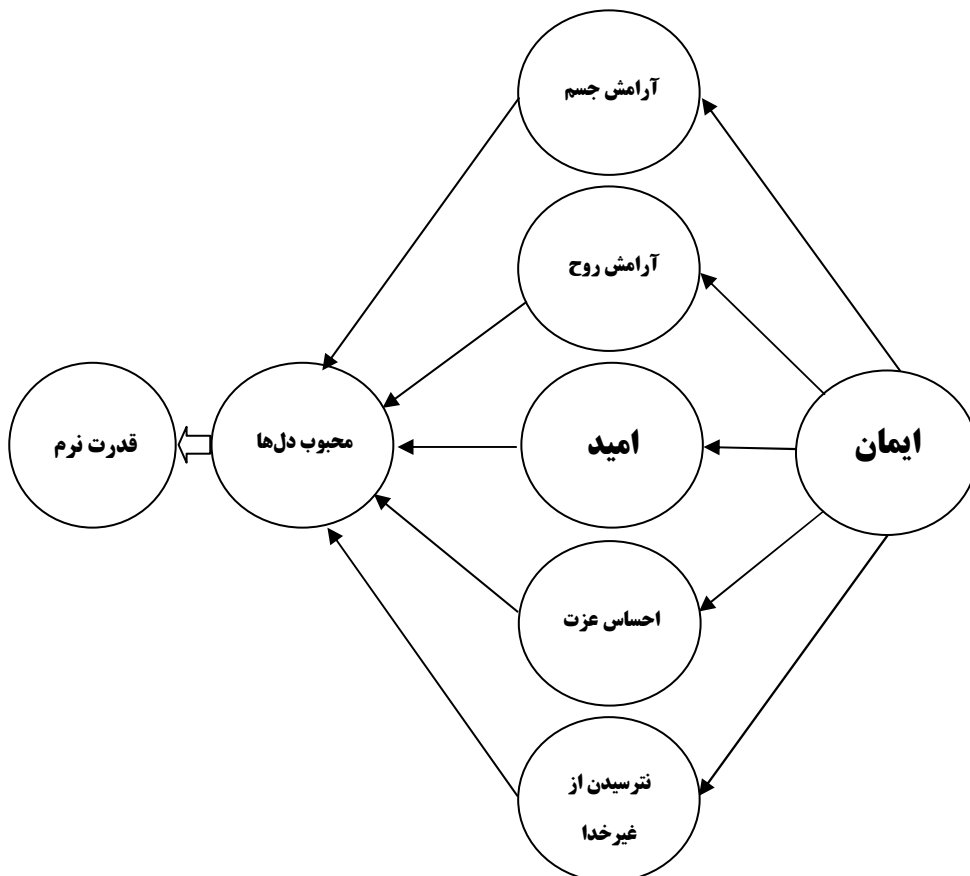 آرامش جسم
آرامش روح
ایمان
امید
محبوب دل‌ها
قدرت نرم
احساس عزت
نترسیدن از
غیرخدا